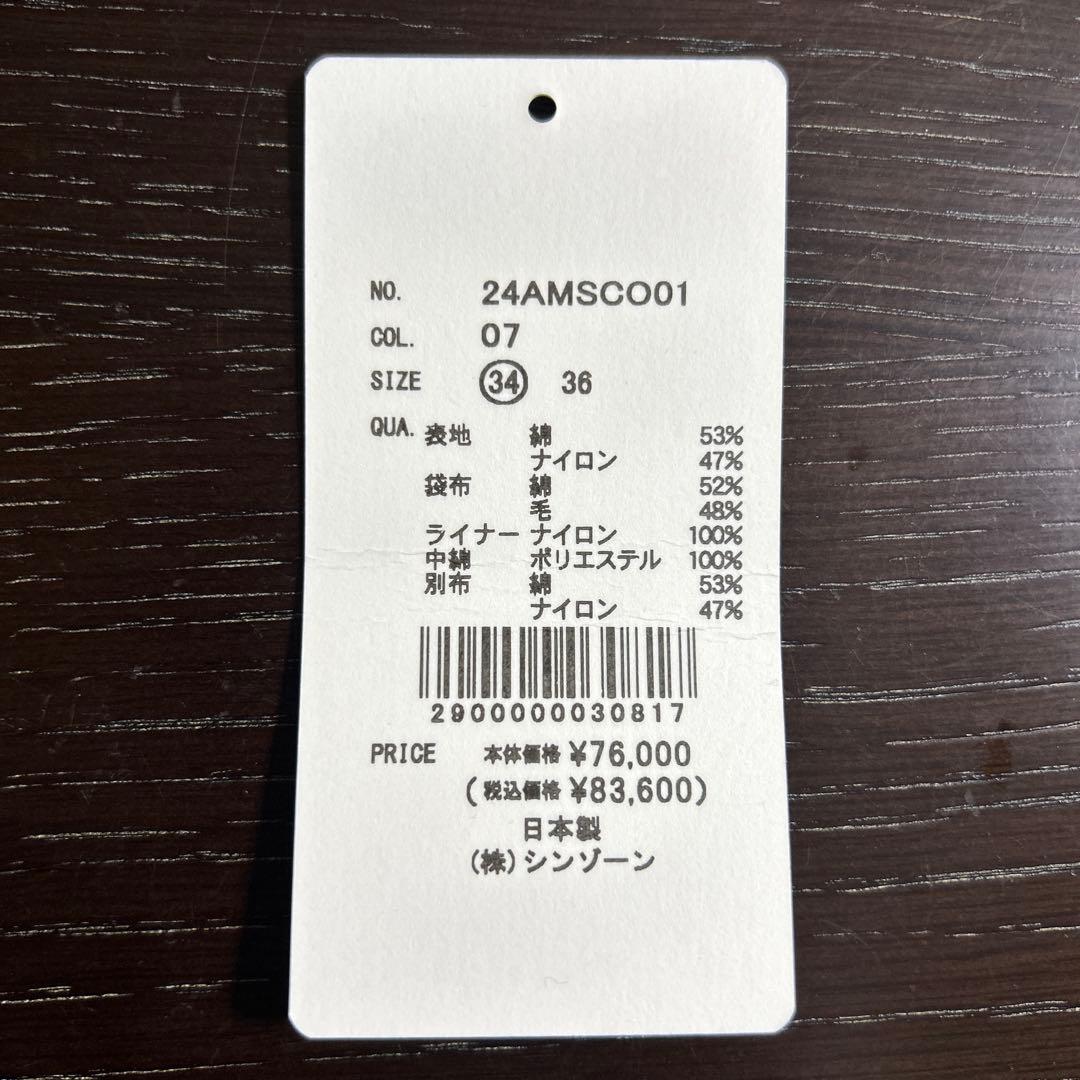 NO. 24AMSCO01
COL. 07
SIZE 34 36
QUA. 表地 綿 53%
ナイロン 47%
袋布 綿 52%
毛 48%
ライナー ナイロン 100%
中綿 ポリエステル 100%
別布 綿 53%
ナイロン 47%
2900000030817
PRICE 本体価格 ¥76,000
(税込価格 ¥83,600)
日本製
(株)シンゾーン